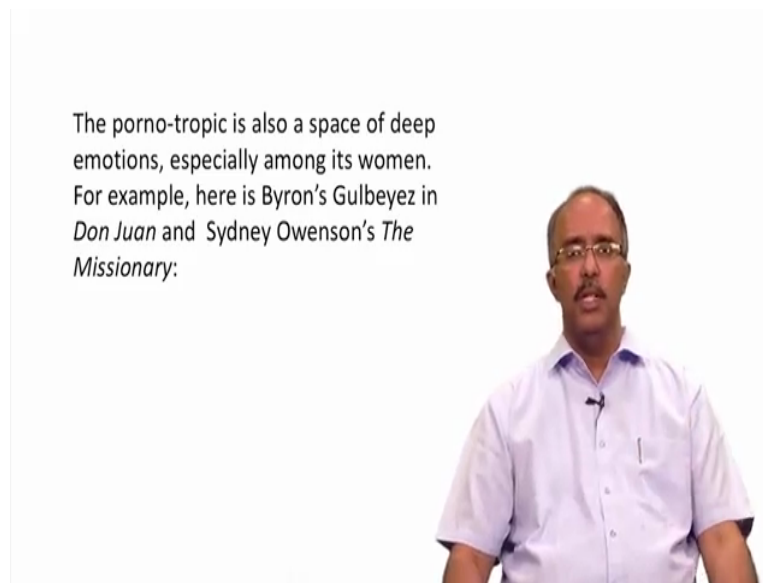 The porno-tropic is also a space of deep
emotions, especially among its women.
For example, here is Byron's Gulbeyez in
Don Juan and  Sydney Owenson's The
Missionary: